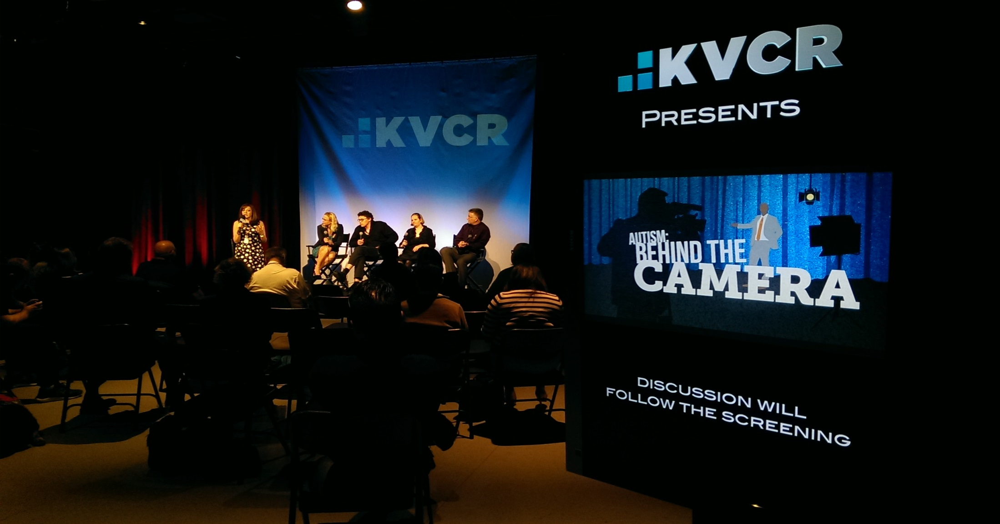 KVCR
KVCR
PRESENTS
AUTISM:
BEHIND THE
CAMERA
DISCUSSION WILL
FOLLOW THE SCREENING